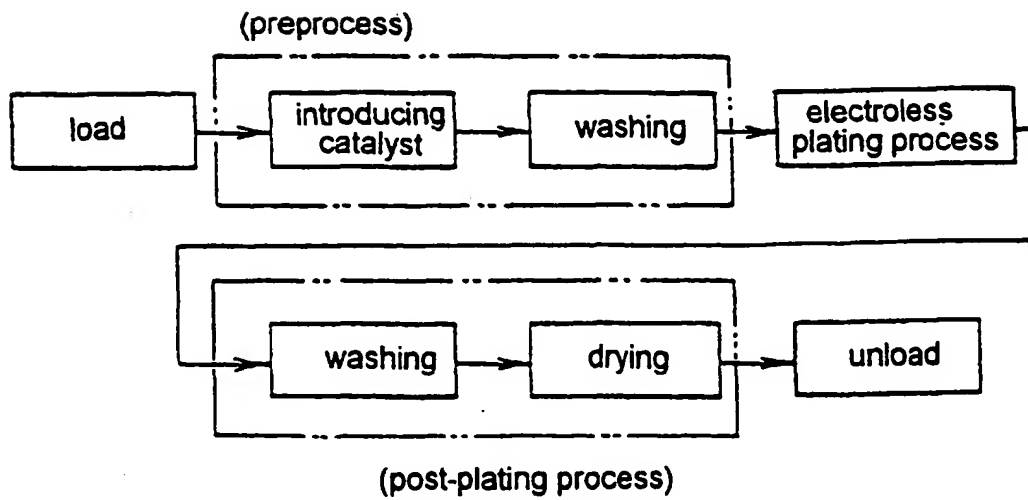 (preprocess)
load
introducing
catalyst
washing
electroless
plating process
washing
drying
unload
(post-plating process)